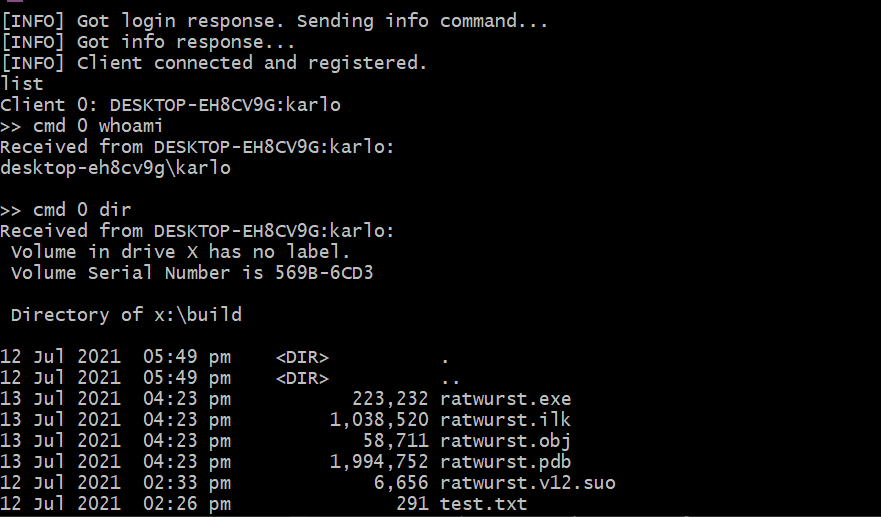 [INFO] Got login response. Sending info command...
[INFO] Got info response...
[INFO] Client connected and registered.
list
Client 0: DESKTOP-EH8CV9G:karlo
>> cmd 0 whoami
Received from DESKTOP-EH8CV9G:karlo:
desktop-eh8cv9g\karlo
>> cmd 0 dir
Received from DESKTOP-EH8CV9G:karlo:
Volume in drive X has no label.
Volume Serial Number is 569B-6CD3
Directory of x:\build
12 Jul 2021  05:49 pm    <DIR>          .
12 Jul 2021  05:49 pm    <DIR>          ..
13 Jul 2021  04:23 pm           223,232 ratwurst.exe
13 Jul 2021  04:23 pm         1,038,520 ratwurst.ilk
13 Jul 2021  04:23 pm            58,711 ratwurst.obj
13 Jul 2021  04:23 pm         1,994,752 ratwurst.pdb
12 Jul 2021  02:33 pm             6,656 ratwurst.v12.suo
12 Jul 2021  02:26 pm               291 test.txt